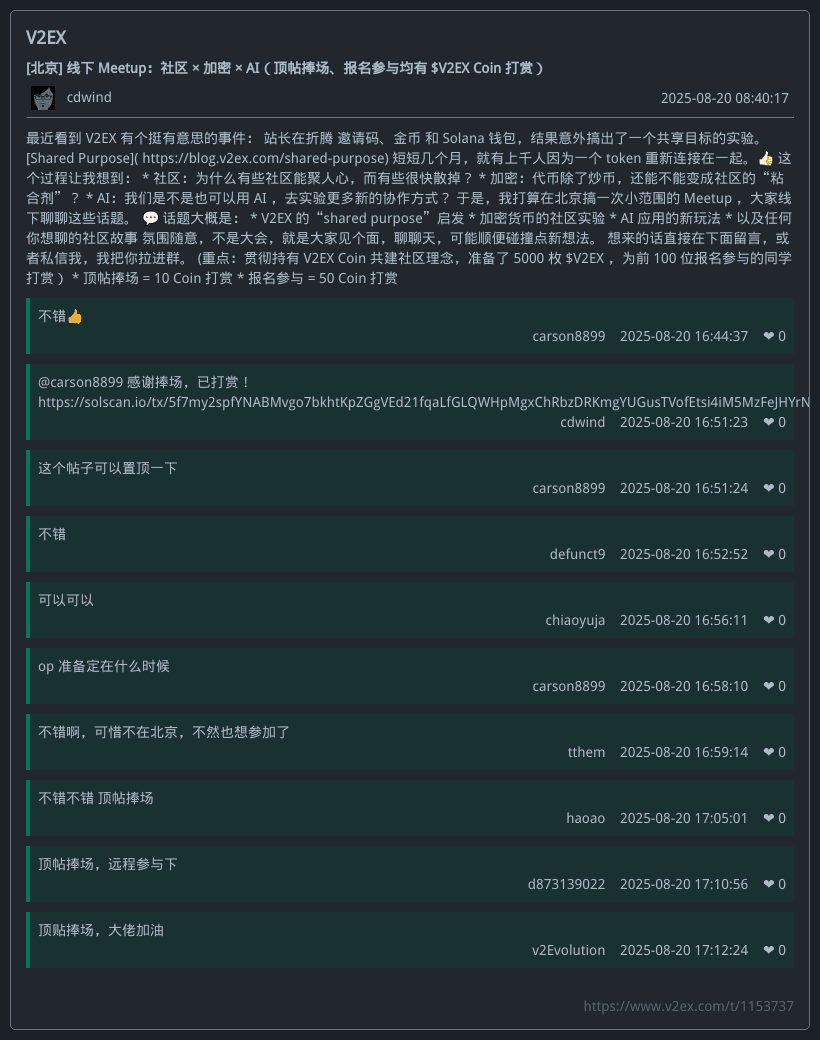 V2EX
[北京] 线下 Meetup：社区 × 加密 × AI（顶帖捧场、报名参与均有 $V2EX Coin 打赏）
cdwind 2025-08-20 08:40:17
最近看到 V2EX 有个挺有意思的事件： 站长在折腾 邀请码、金币 和 Solana 钱包，结果意外搞出了一个共享目标的实验。
[Shared Purpose]( https://blog.v2ex.com/shared-purpose) 短短几个月，就有上千人因为一个 token 重新连接在一起。👍🏻 这
个过程让我想到： * 社区：为什么有些社区能聚人心，而有些很快散掉？ * 加密：代币除了炒币，还能不能变成社区的“粘
合剂”？ * AI：我们是不是也可以用 AI ，去实验更多新的协作方式？ 于是，我打算在北京搞一次小范围的 Meetup ，大家线
下聊聊这些话题。 💬 话题大概是： * V2EX 的“shared purpose”启发 * 加密货币的社区实验 * AI 应用的新玩法 * 以及任何
你想聊的社区故事 氛围随意，不是大会，就是大家见个面，聊聊天，可能顺便碰撞点新想法。 想来的话直接在下面留言，或
者私信我，我把你拉进群。 (重点：贯彻持有 V2EX Coin 共建社区理念，准备了 5000 枚 $V2EX ，为前 100 位报名参与的同学
打赏 ) * 顶帖捧场 = 10 Coin 打赏 * 报名参与 = 50 Coin 打赏
不错👍
carson8899 2025-08-20 16:44:37 ❤ 0
@carson8899 感谢捧场，已打赏！
https://solscan.io/tx/5f7my2spfYNABMvgo7bkhtKpZGgVEd21fqaLfGLQWHpMgxChRbzDRKmgYUGusTVofEtsi4iM5MzFeJHYrN
cdwind 2025-08-20 16:51:23 ❤ 0
这个帖子可以置顶一下
carson8899 2025-08-20 16:51:24 ❤ 0
不错
defunct9 2025-08-20 16:52:52 ❤ 0
可以可以
chiaoyuja 2025-08-20 16:56:11 ❤ 0
op 准备定在什么时候
carson8899 2025-08-20 16:58:10 ❤ 0
不错啊，可惜不在北京，不然也想参加了
tthem 2025-08-20 16:59:14 ❤ 0
不错不错 顶帖捧场
haoao 2025-08-20 17:05:01 ❤ 0
顶帖捧场，远程参与下
d873139022 2025-08-20 17:10:56 ❤ 0
顶贴捧场，大佬加油
v2Evolution 2025-08-20 17:12:24 ❤ 0
https://www.v2ex.com/t/1153737